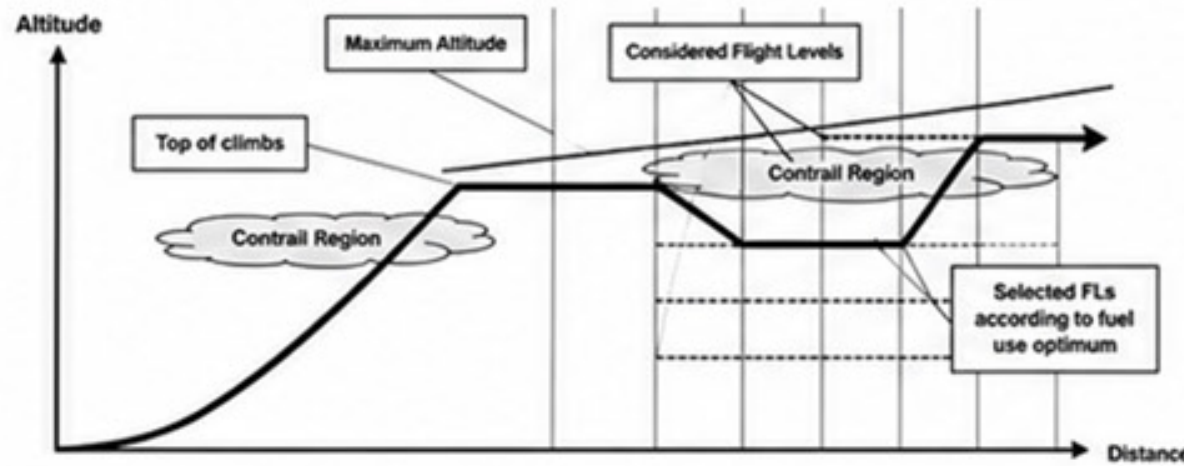 Altitude
Maximum Altitude
Considered Flight Levels
Top of climbs
Contrail Region
Contrail Region
Selected FLs
according to fuel
use optimum
Distance